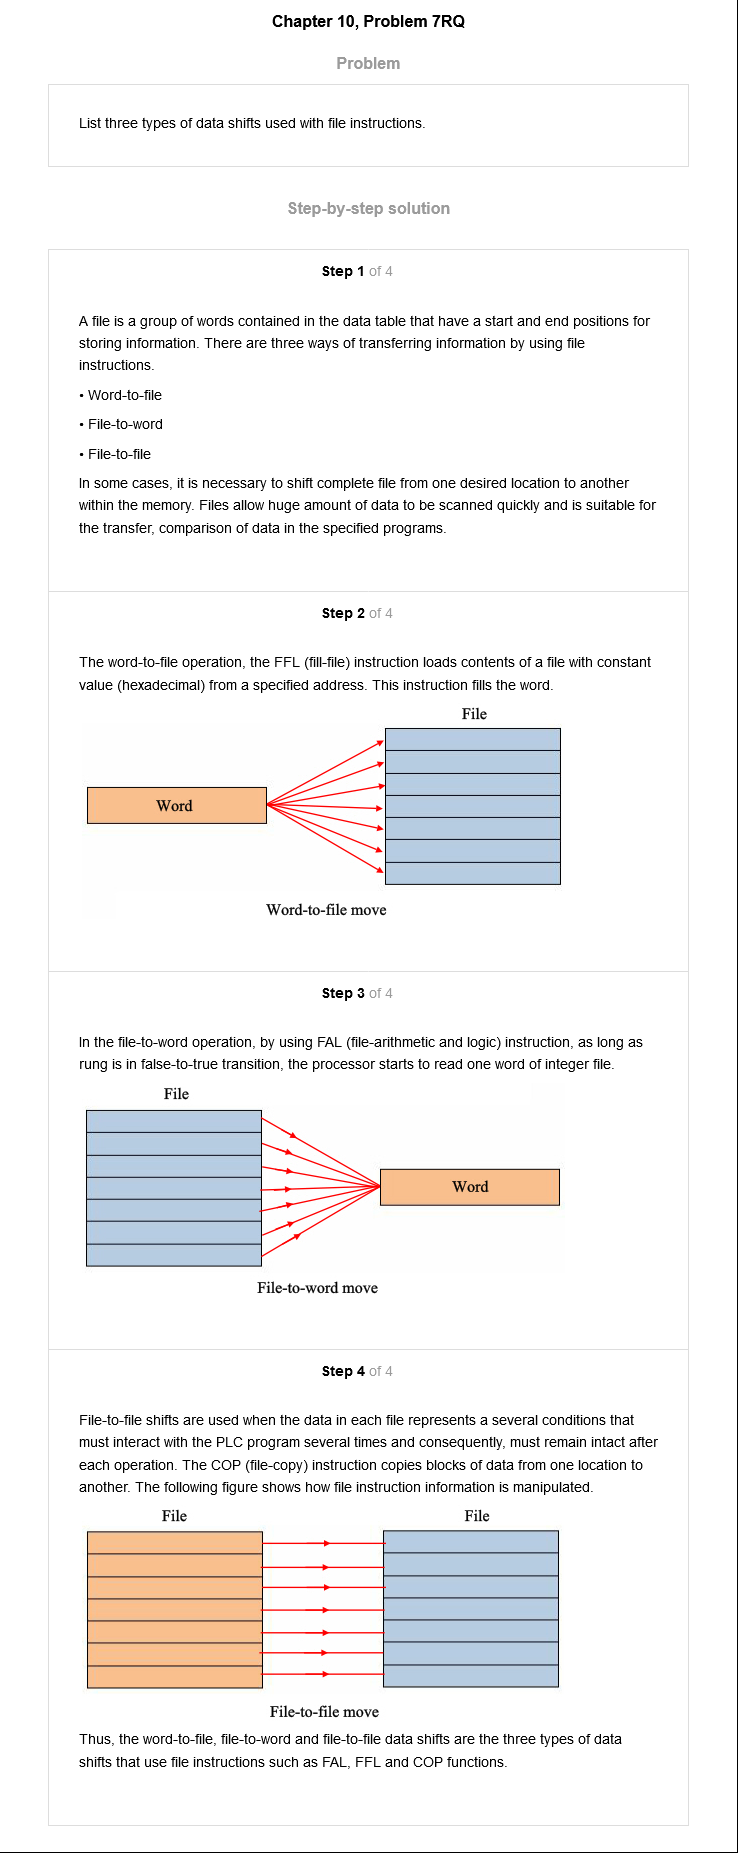 Chapter 10, Problem 7RQ
Problem
List three types of data shifts used with file instructions.
Step-by-step solution
Step 1 of 4
A file is a group of words contained in the data table that have a start and end positions for
storing information. There are three ways of transferring information by using file
instructions.
• Word-to-file
• File-to-word
• File-to-file
In some cases, it is necessary to shift complete file from one desired location to another
within the memory. Files allow huge amount of data to be scanned quickly and is suitable for
the transfer, comparison of data in the specified programs.
Step 2 of 4
The word-to-file operation, the FFL (fill-file) instruction loads contents of a file with constant
value (hexadecimal) from a specified address. This instruction fills the word.
File
Word
Word-to-file move
Step 3 of 4
In the file-to-word operation, by using FAL (file-arithmetic and logic) instruction, as long as
rung is in false-to-true transition, the processor starts to read one word of integer file.
File
Word
File-to-word move
Step 4 of 4
File-to-file shifts are used when the data in each file represents a several conditions that
must interact with the PLC program several times and consequently, must remain intact after
each operation. The COP (file-copy) instruction copies blocks of data from one location to
another. The following figure shows how file instruction information is manipulated.
File File
File-to-file move
Thus, the word-to-file, file-to-word and file-to-file data shifts are the three types of data
shifts that use file instructions such as FAL, FFL and COP functions.